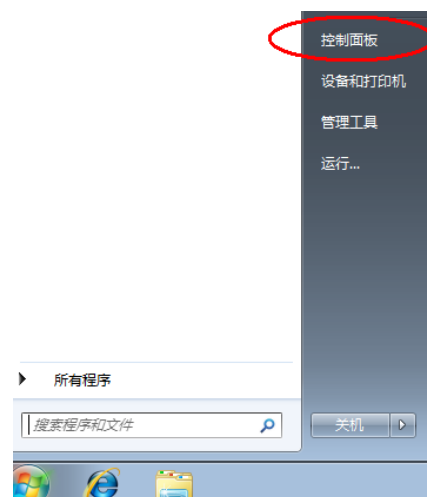 控制面板
设备和打印机
管理工具
运行...
所有程序
搜索程序和文件
关机